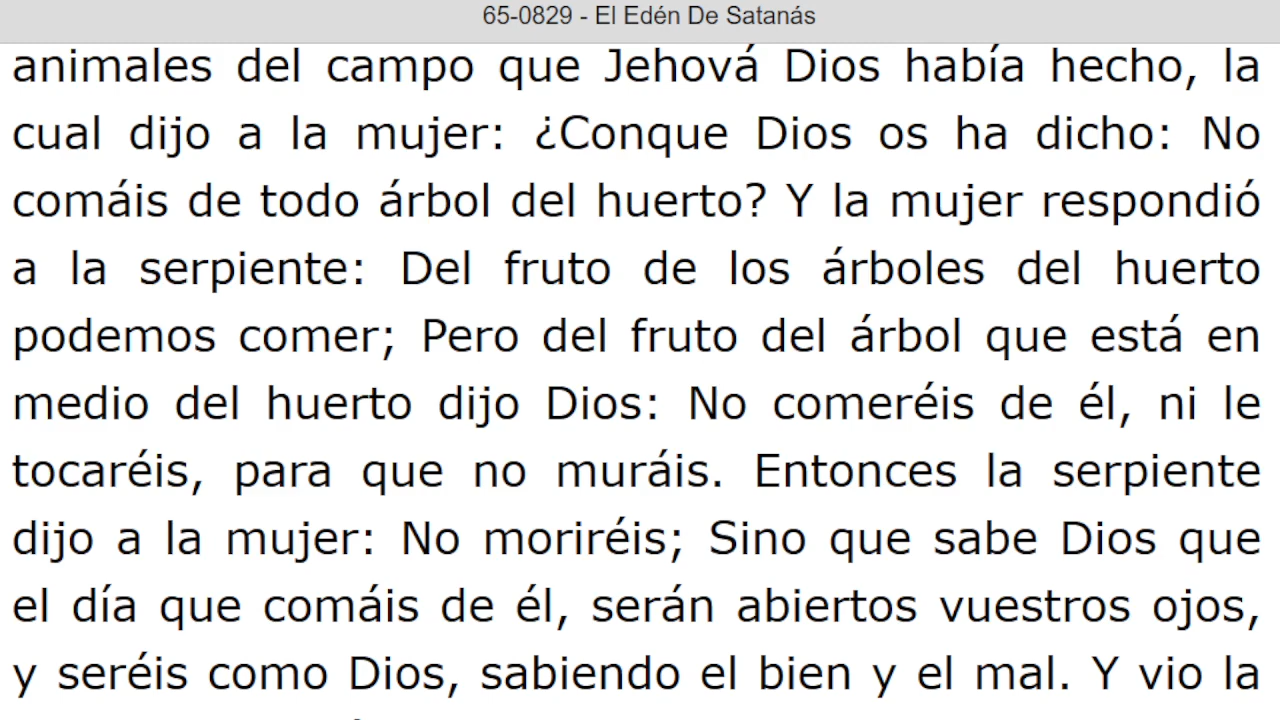 65-0829 - El Edén De Satanás
animales del campo que Jehová Dios había hecho, la
cual dijo a la mujer: ¿Conque Dios os ha dicho: No
comáis de todo árbol del huerto? Y la mujer respondió
a la serpiente: Del fruto de los árboles del huerto
podemos comer; Pero del fruto del árbol que está en
medio del huerto dijo Dios: No comeréis de él, ni le
tocaréis, para que no muráis. Entonces la serpiente
dijo a la mujer: No moriréis; Sino que sabe Dios que
el día que comáis de él, serán abiertos vuestros ojos,
y seréis como Dios, sabiendo el bien y el mal. Y vio la